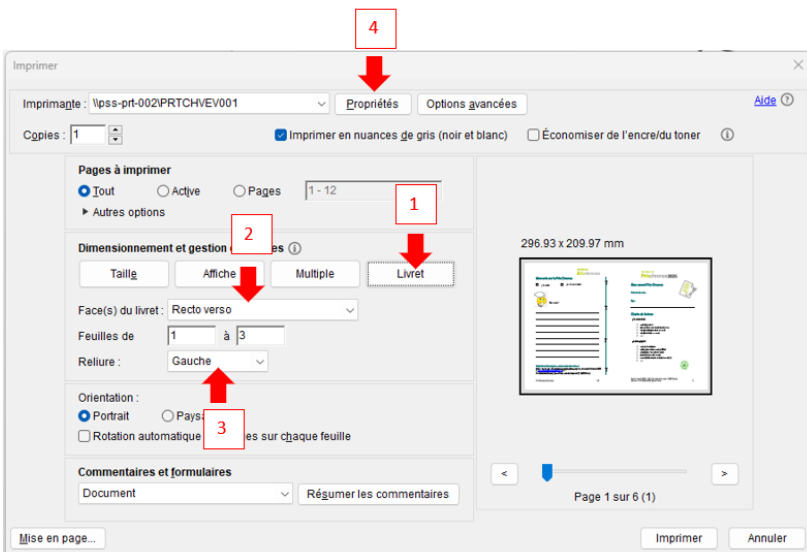 4
Imprimer
Imprimante : \\pss-prt-002\PRTCHVEV001 Propriétés Options avancées Aide
Copies : 1 Imprimer en nuances de gris (noir et blanc) Économiser de l'encre/du toner
Pages à imprimer
Tout Active Pages 1 - 12
Autres options
1
2
Dimensionnement et gestion es
296.93 x 209.97 mm
Taille Affiche Multiple Livret
Face(s) du livret : Recto verso
Feuilles de 1 à 3
Reliure : Gauche
Orientation :
Portrait Pays
3
Rotation automatique es sur chaque feuille
Commentaires et formulaires
Document Résumer les commentaires
< >
Page 1 sur 6 (1)
Mise en page... Imprimer Annuler